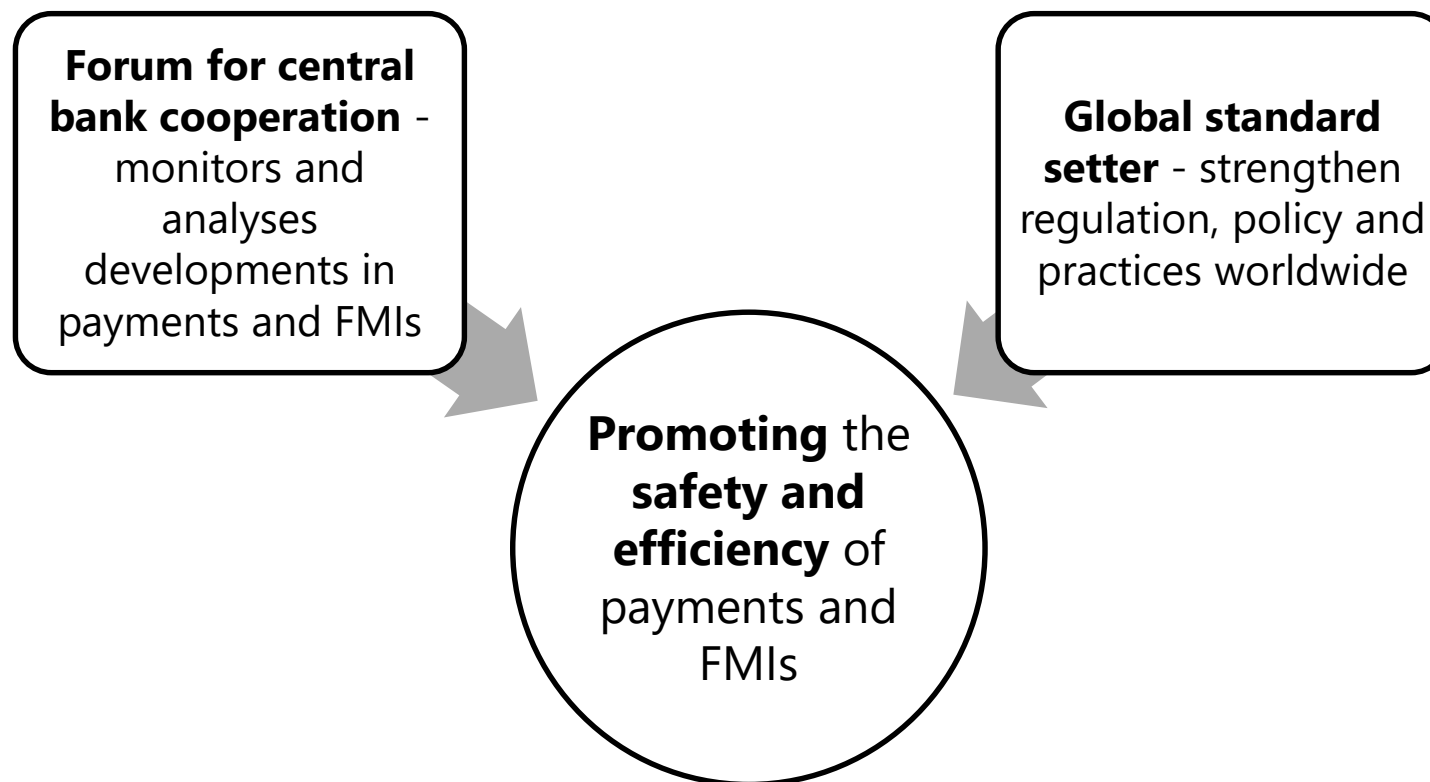 Forum for central
bank cooperation -
monitors and
analyses
developments in
payments and FMIs
Global standard
setter - strengthen
regulation, policy and
practices worldwide
Promoting the
safety and
efficiency of
payments and
FMIs